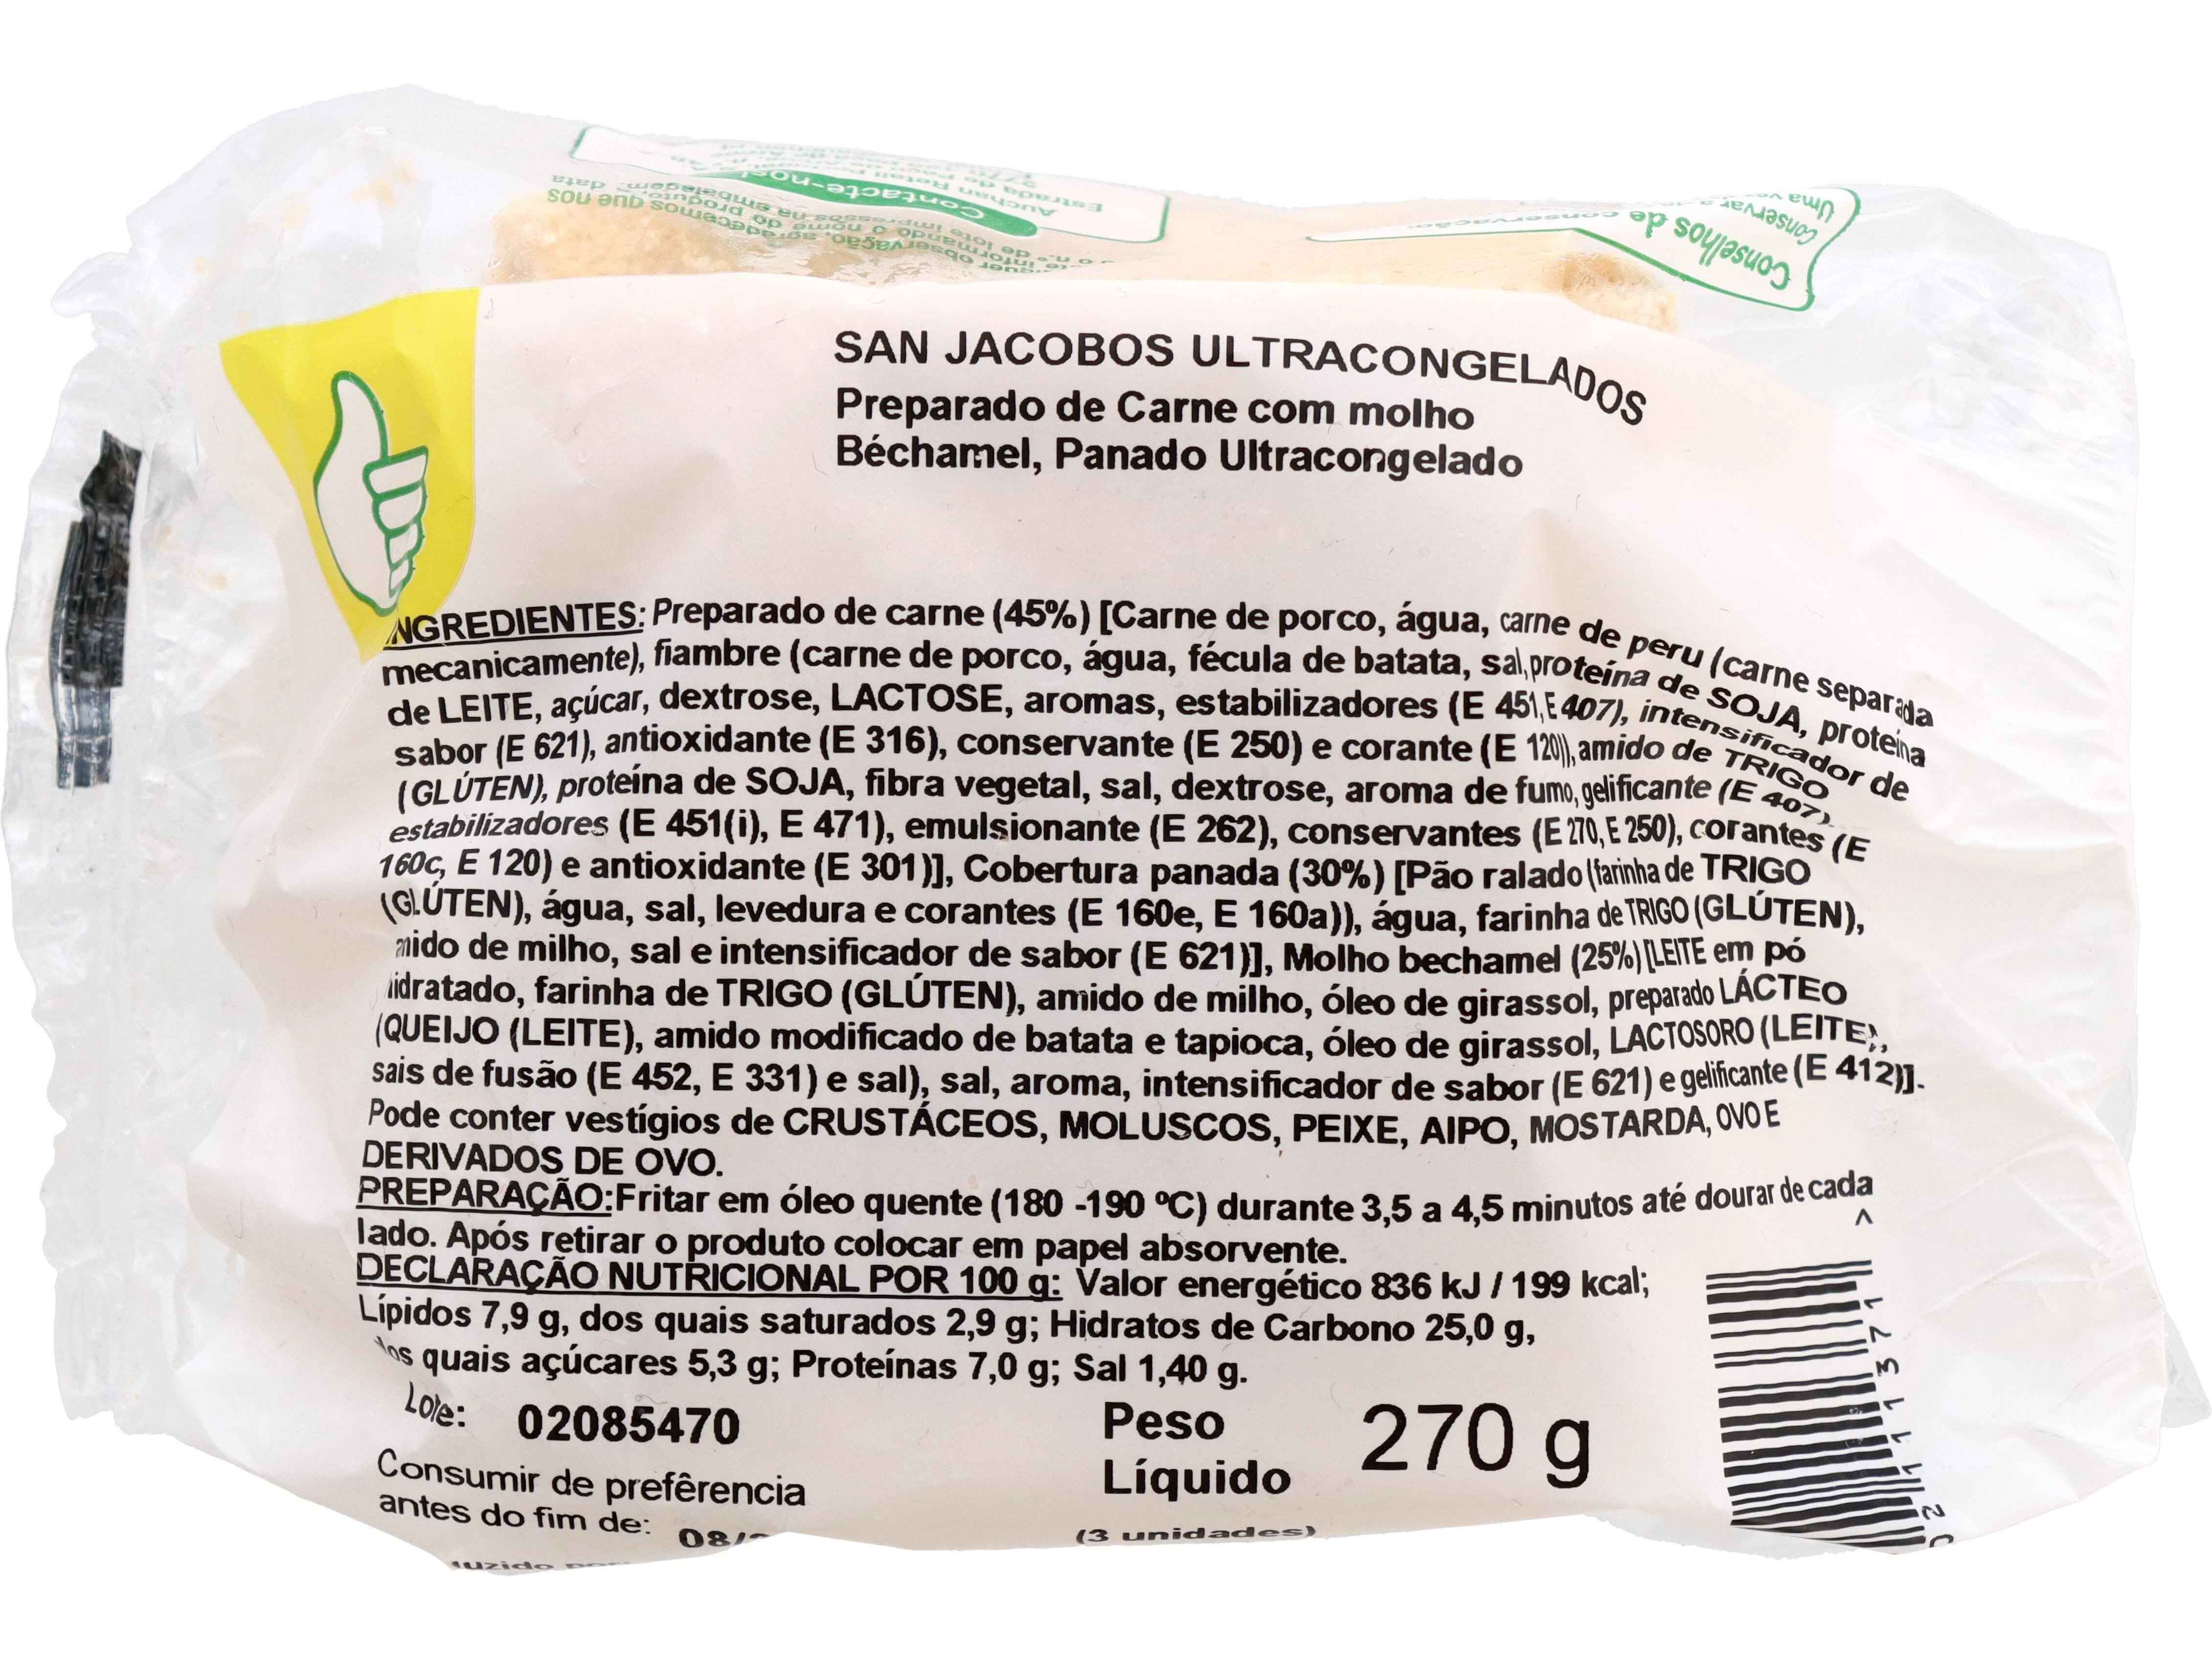 Contacte-nos!
Conselhos de
Conservar a
Uma
SAN JACOBOS ULTRACONGELADOS
Preparado de Carne com molho
Béchamel, Panado Ultracongelado
INGREDIENTES: Preparado de carne (45%) [Carne de porco, água, carne de peru (carne separada
mecanicamente), fiambre (carne de porco, água, fécula de batata, sal, proteína de SOJA, proteína
de LEITE, açúcar, dextrose, LACTOSE, aromas, estabilizadores (E 451, E 407), intensificador de
sabor (E 621), antioxidante (E 316), conservante (E 250) e corante (E 120)), amido de TRIGO
(GLÚTEN), proteína de SOJA, fibra vegetal, sal, dextrose, aroma de fumo, gelificante (E 407),
estabilizadores (E 451(i), E 471), emulsionante (E 262), conservantes (E 270, E 250), corantes (E
160c, E 120) e antioxidante (E 301)], Cobertura panada (30%) [Pão ralado (farinha de TRIGO
(GLÚTEN), água, sal, levedura e corantes (E 160e, E 160a)), água, farinha de TRIGO (GLÚTEN),
amido de milho, sal e intensificador de sabor (E 621)], Molho bechamel (25%) [LEITE em pó
hidratado, farinha de TRIGO (GLÚTEN), amido de milho, óleo de girassol, preparado LÁCTEO
(QUEIJO (LEITE), amido modificado de batata e tapioca, óleo de girassol, LACTOSORO (LEITE),
sais de fusão (E 452, E 331) e sal), sal, aroma, intensificador de sabor (E 621) e gelificante (E 412)].
Pode conter vestígios de CRUSTÁCEOS, MOLUSCOS, PEIXE, AIPO, MOSTARDA, OVO E
DERIVADOS DE OVO.
PREPARAÇÃO:Fritar em óleo quente (180 -190 ºC) durante 3,5 a 4,5 minutos até dourar de cada
lado. Após retirar o produto colocar em papel absorvente.
DECLARAÇÃO NUTRICIONAL POR 100 g: Valor energético 836 kJ / 199 kcal;
Lípidos 7,9 g, dos quais saturados 2,9 g; Hidratos de Carbono 25,0 g,
dos quais açúcares 5,3 g; Proteínas 7,0 g; Sal 1,40 g.
Lote: 02085470
Peso
Líquido 270 g
(3 unidades)
Consumir de prefêrencia
antes do fim de: 08/